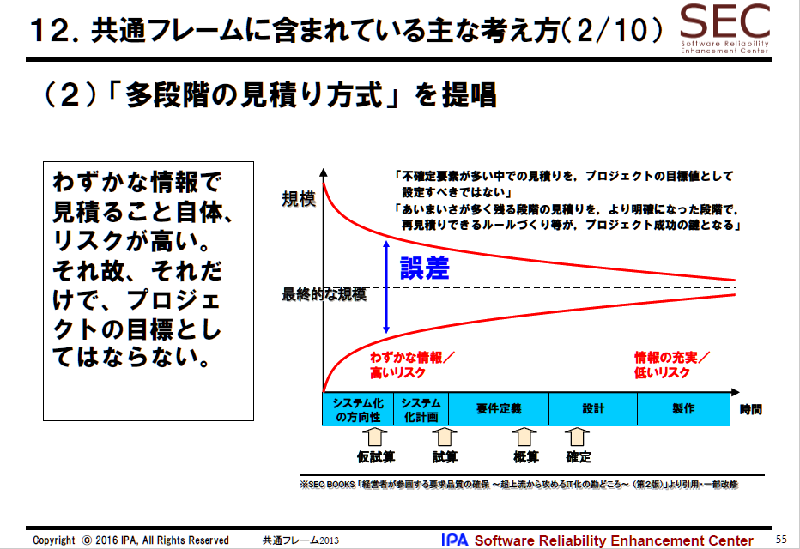 12．共通フレームに含まれている主な考え方(2/10)
SEC
Software Reliability
Enhancement Center
（2）「多段階の見積り方式」を提唱
わずかな情報で
見積ること自体、
リスクが高い。
それ故、それだ
けで、プロジェ
クトの目標とし
てはならない。
「不確定要素が多い中での見積りを，プロジェクトの目標値として
設定すべきではない」
「あいまいさが多く残る段階の見積りを，より明確になった段階で，
再見積りできるルールづくり等が，プロジェクト成功の鍵となる」
規模
誤差
最終的な規模
わずかな情報／
高いリスク
情報の充実／
低いリスク
システム化
の方向性
システム
化計画
要件定義
設計
製作
時間
仮試算
試算
概算
確定
※SEC BOOKS「経営者が参画する要求品質の確保 ～超上流から攻めるIT化の勘どころ～（第2版）」より引用・一部改修
Copyright © 2016 IPA, All Rights Reserved
共通フレーム2013
IPA Software Reliability Enhancement Center
55